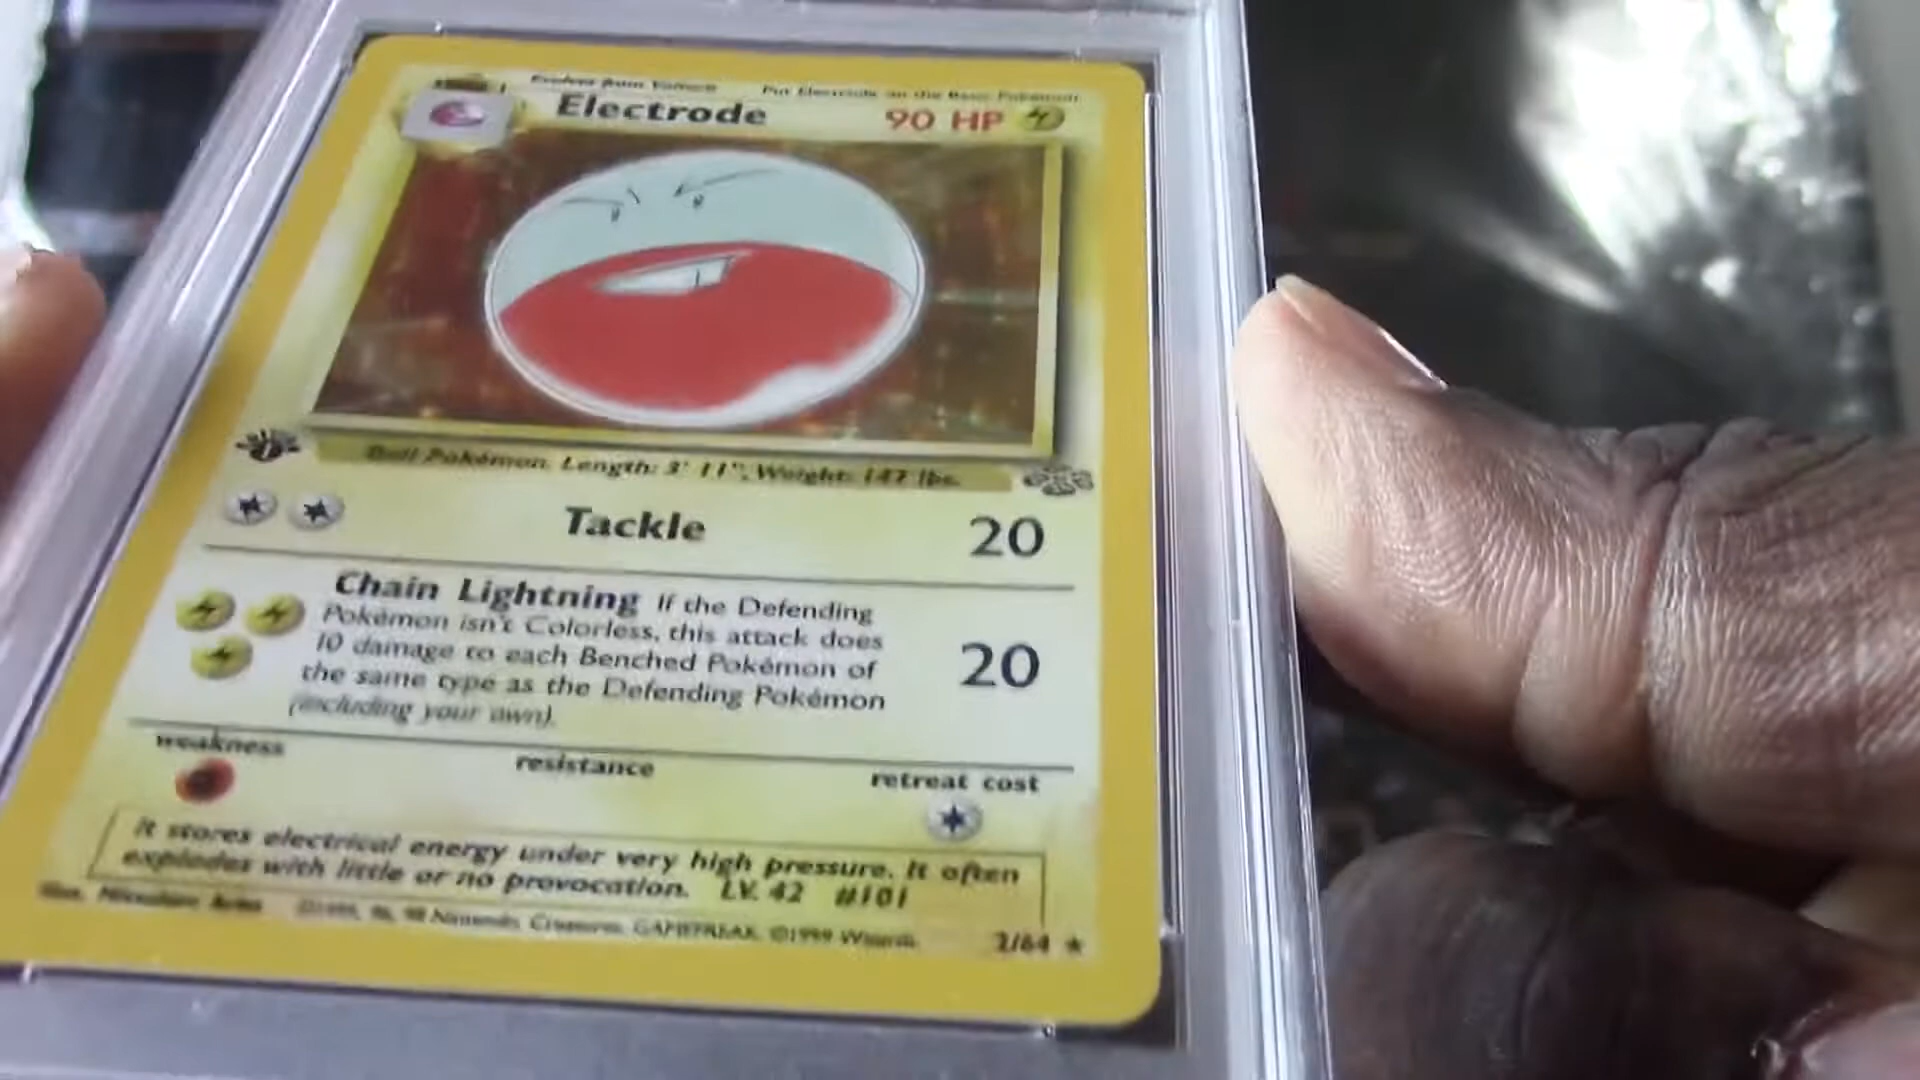 Evolves from Voltorb Put Electrode on the Basic Pokémon
Electrode 90 HP
Ball Pokémon. Length: 3' 11", Weight: 147 lbs.
Tackle 20
Chain Lightning If the Defending
Pokémon isn't Colorless, this attack does
10 damage to each Benched Pokémon of
the same type as the Defending Pokémon
(including your own).
20
weakness resistance retreat cost
It stores electrical energy under very high pressure. It often
explodes with little or no provocation. LV. 42 #101
Illus. Mitsuhiro Arita ©1995, 96, 98 Nintendo, Creatures, GAMEFREAK. ©1999 Wizards. 2/64